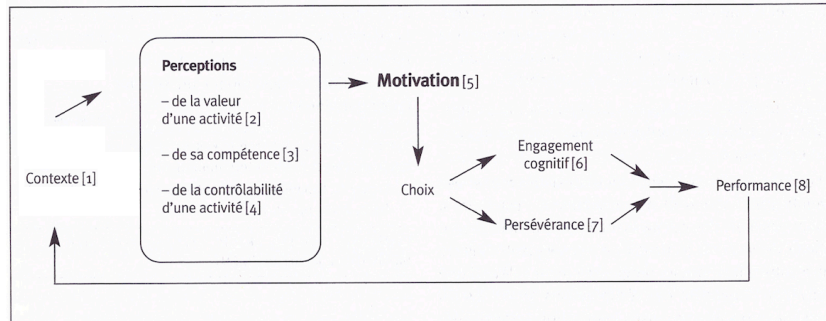 Perceptions
– de la valeur
d'une activité [2]
– de sa compétence [3]
– de la contrôlabilité
d'une activité [4]
Contexte [1]
Motivation [5]
Choix
Engagement
cognitif [6]
Persévérance [7]
Performance [8]